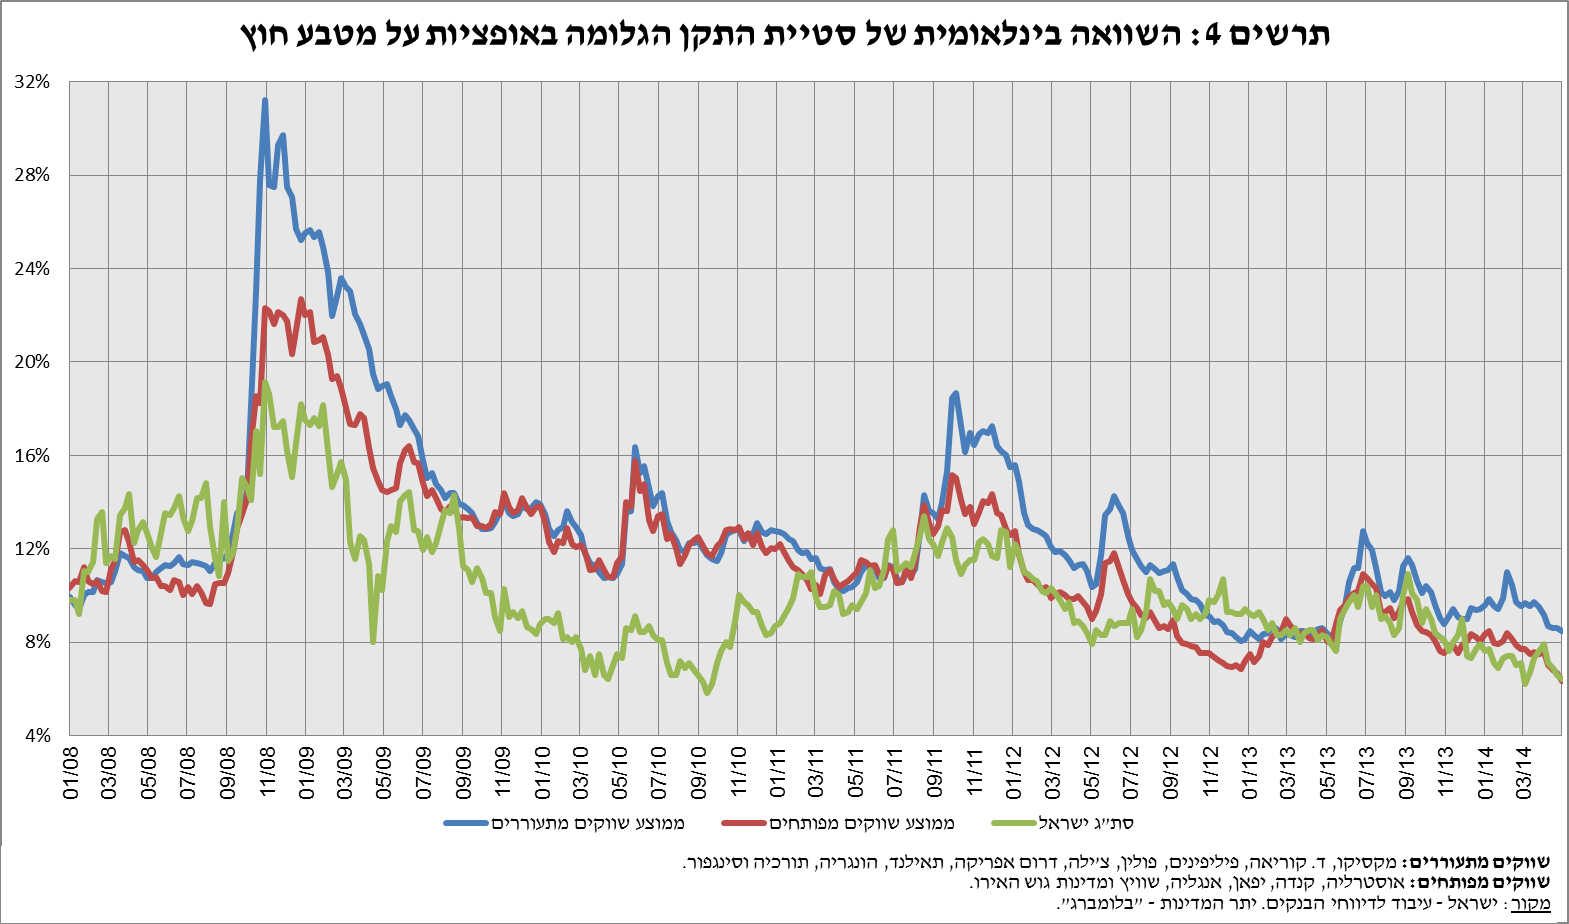 תרשים 4: השוואה בינלאומית של סטיית התקן הגלומה באופציות על מטבע חוץ
32%
28%
24%
20%
16%
12%
8%
4%
01/08 03/08 05/08 07/08 09/08 11/08 01/09 03/09 05/09 07/09 09/09 11/09 01/10 03/10 05/10 07/10 09/10 11/10 01/11 03/11 05/11 07/11 09/11 11/11 01/12 03/12 05/12 07/12 09/12 11/12 01/13 03/13 05/13 07/13 09/13 11/13 01/14 03/14
סת״ג ישראל ממוצע שווקים מפותחים ממוצע שווקים מתעוררים
שווקים מתעוררים: מקסיקו, ד. קוריאה, פיליפינים, פולין, צ׳ילה, דרום אפריקה, תאילנד, הונגריה, תורכיה וסינגפור.
שווקים מפותחים: אוסטרליה, קנדה, יפאן, אנגליה, שוויץ ומדינות גוש האירו.
מקור: ישראל - עיבוד לדיווחי הבנקים. יתר המדינות - ״בלומברג״.